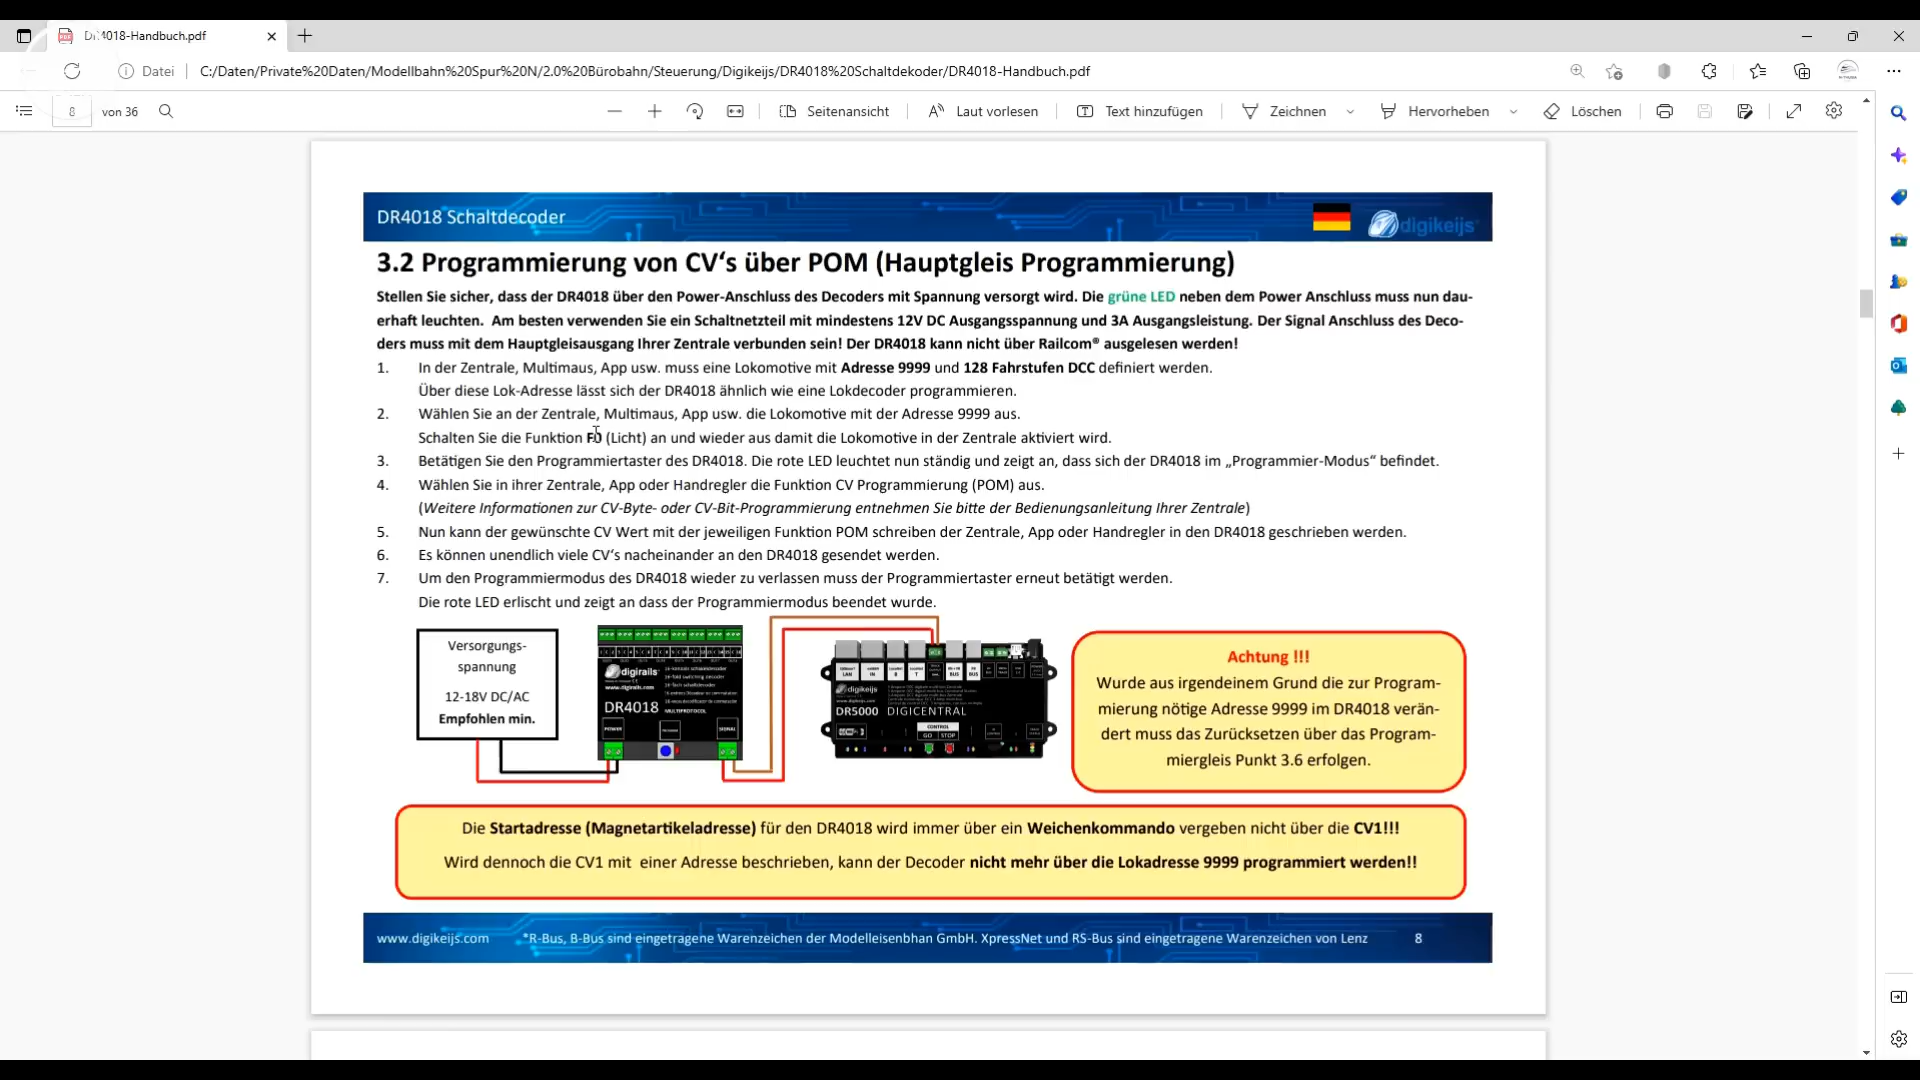 DR4018-Handbuch.pdf
Datei
C:/Daten/Private%20Daten/Modellbahn%20Spur%20N/2.0%20Bürobahn/Steuerung/Digikeijs/DR4018%20Schaltdekoder/DR4018-Handbuch.pdf
8 von 36
Seitenansicht
Laut vorlesen
Text hinzufügen
Zeichnen
Hervorheben
Löschen
DR4018 Schaltdecoder
digikeijs
3.2 Programmierung von CV‘s über POM (Hauptgleis Programmierung)
Stellen Sie sicher, dass der DR4018 über den Power-Anschluss des Decoders mit Spannung versorgt wird. Die grüne LED neben dem Power Anschluss muss nun dau-
erhaft leuchten. Am besten verwenden Sie ein Schaltnetzteil mit mindestens 12V DC Ausgangsspannung und 3A Ausgangsleistung. Der Signal Anschluss des Deco-
ders muss mit dem Hauptgleisausgang Ihrer Zentrale verbunden sein! Der DR4018 kann nicht über Railcom® ausgelesen werden!
1. In der Zentrale, Multimaus, App usw. muss eine Lokomotive mit Adresse 9999 und 128 Fahrstufen DCC definiert werden.
Über diese Lok-Adresse lässt sich der DR4018 ähnlich wie eine Lokdecoder programmieren.
2. Wählen Sie an der Zentrale, Multimaus, App usw. die Lokomotive mit der Adresse 9999 aus.
Schalten Sie die Funktion F0 (Licht) an und wieder aus damit die Lokomotive in der Zentrale aktiviert wird.
3. Betätigen Sie den Programmiertaster des DR4018. Die rote LED leuchtet nun ständig und zeigt an, dass sich der DR4018 im „Programmier-Modus“ befindet.
4. Wählen Sie in ihrer Zentrale, App oder Handregler die Funktion CV Programmierung (POM) aus.
(Weitere Informationen zur CV-Byte- oder CV-Bit-Programmierung entnehmen Sie bitte der Bedienungsanleitung Ihrer Zentrale)
5. Nun kann der gewünschte CV Wert mit der jeweiligen Funktion POM schreiben der Zentrale, App oder Handregler in den DR4018 geschrieben werden.
6. Es können unendlich viele CV‘s nacheinander an den DR4018 gesendet werden.
7. Um den Programmiermodus des DR4018 wieder zu verlassen muss der Programmiertaster erneut betätigt werden.
Die rote LED erlischt und zeigt an dass der Programmiermodus beendet wurde.
Versorgungs-
spannung
12-18V DC/AC
Empfohlen min.
digirails
www.digirails.com
DR4018
MULTIPROTOCOL
POWER
SIGNAL
LAN
IN
B
T
BUS
BUS
digikeijs
DR5000 DIGICENTRAL
CONTROL
GO STOP
Achtung !!!
Wurde aus irgendeinem Grund die zur Program-
mierung nötige Adresse 9999 im DR4018 verän-
dert muss das Zurücksetzen über das Program-
miergleis Punkt 3.6 erfolgen.
Die Startadresse (Magnetartikeladresse) für den DR4018 wird immer über ein Weichenkommando vergeben nicht über die CV1!!!
Wird dennoch die CV1 mit einer Adresse beschrieben, kann der Decoder nicht mehr über die Lokadresse 9999 programmiert werden!!
www.digikeijs.com *R-Bus, B-Bus sind eingetragene Warenzeichen der Modelleisenbhan GmbH. XpressNet und RS-Bus sind eingetragene Warenzeichen von Lenz 8